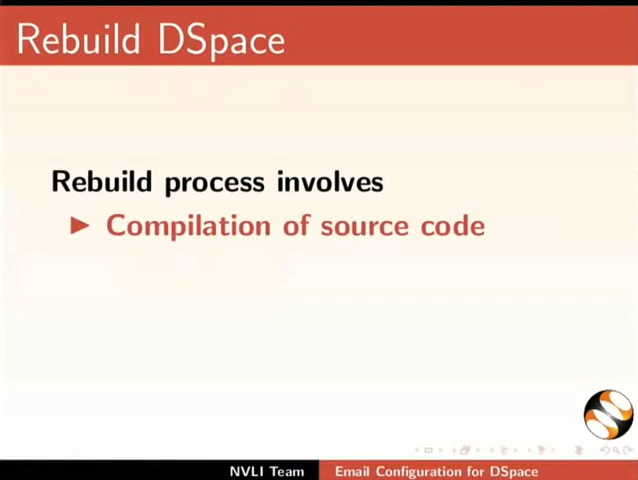 Rebuild DSpace
Rebuild process involves
Compilation of source code
NVLI Team
Email Configuration for DSpace